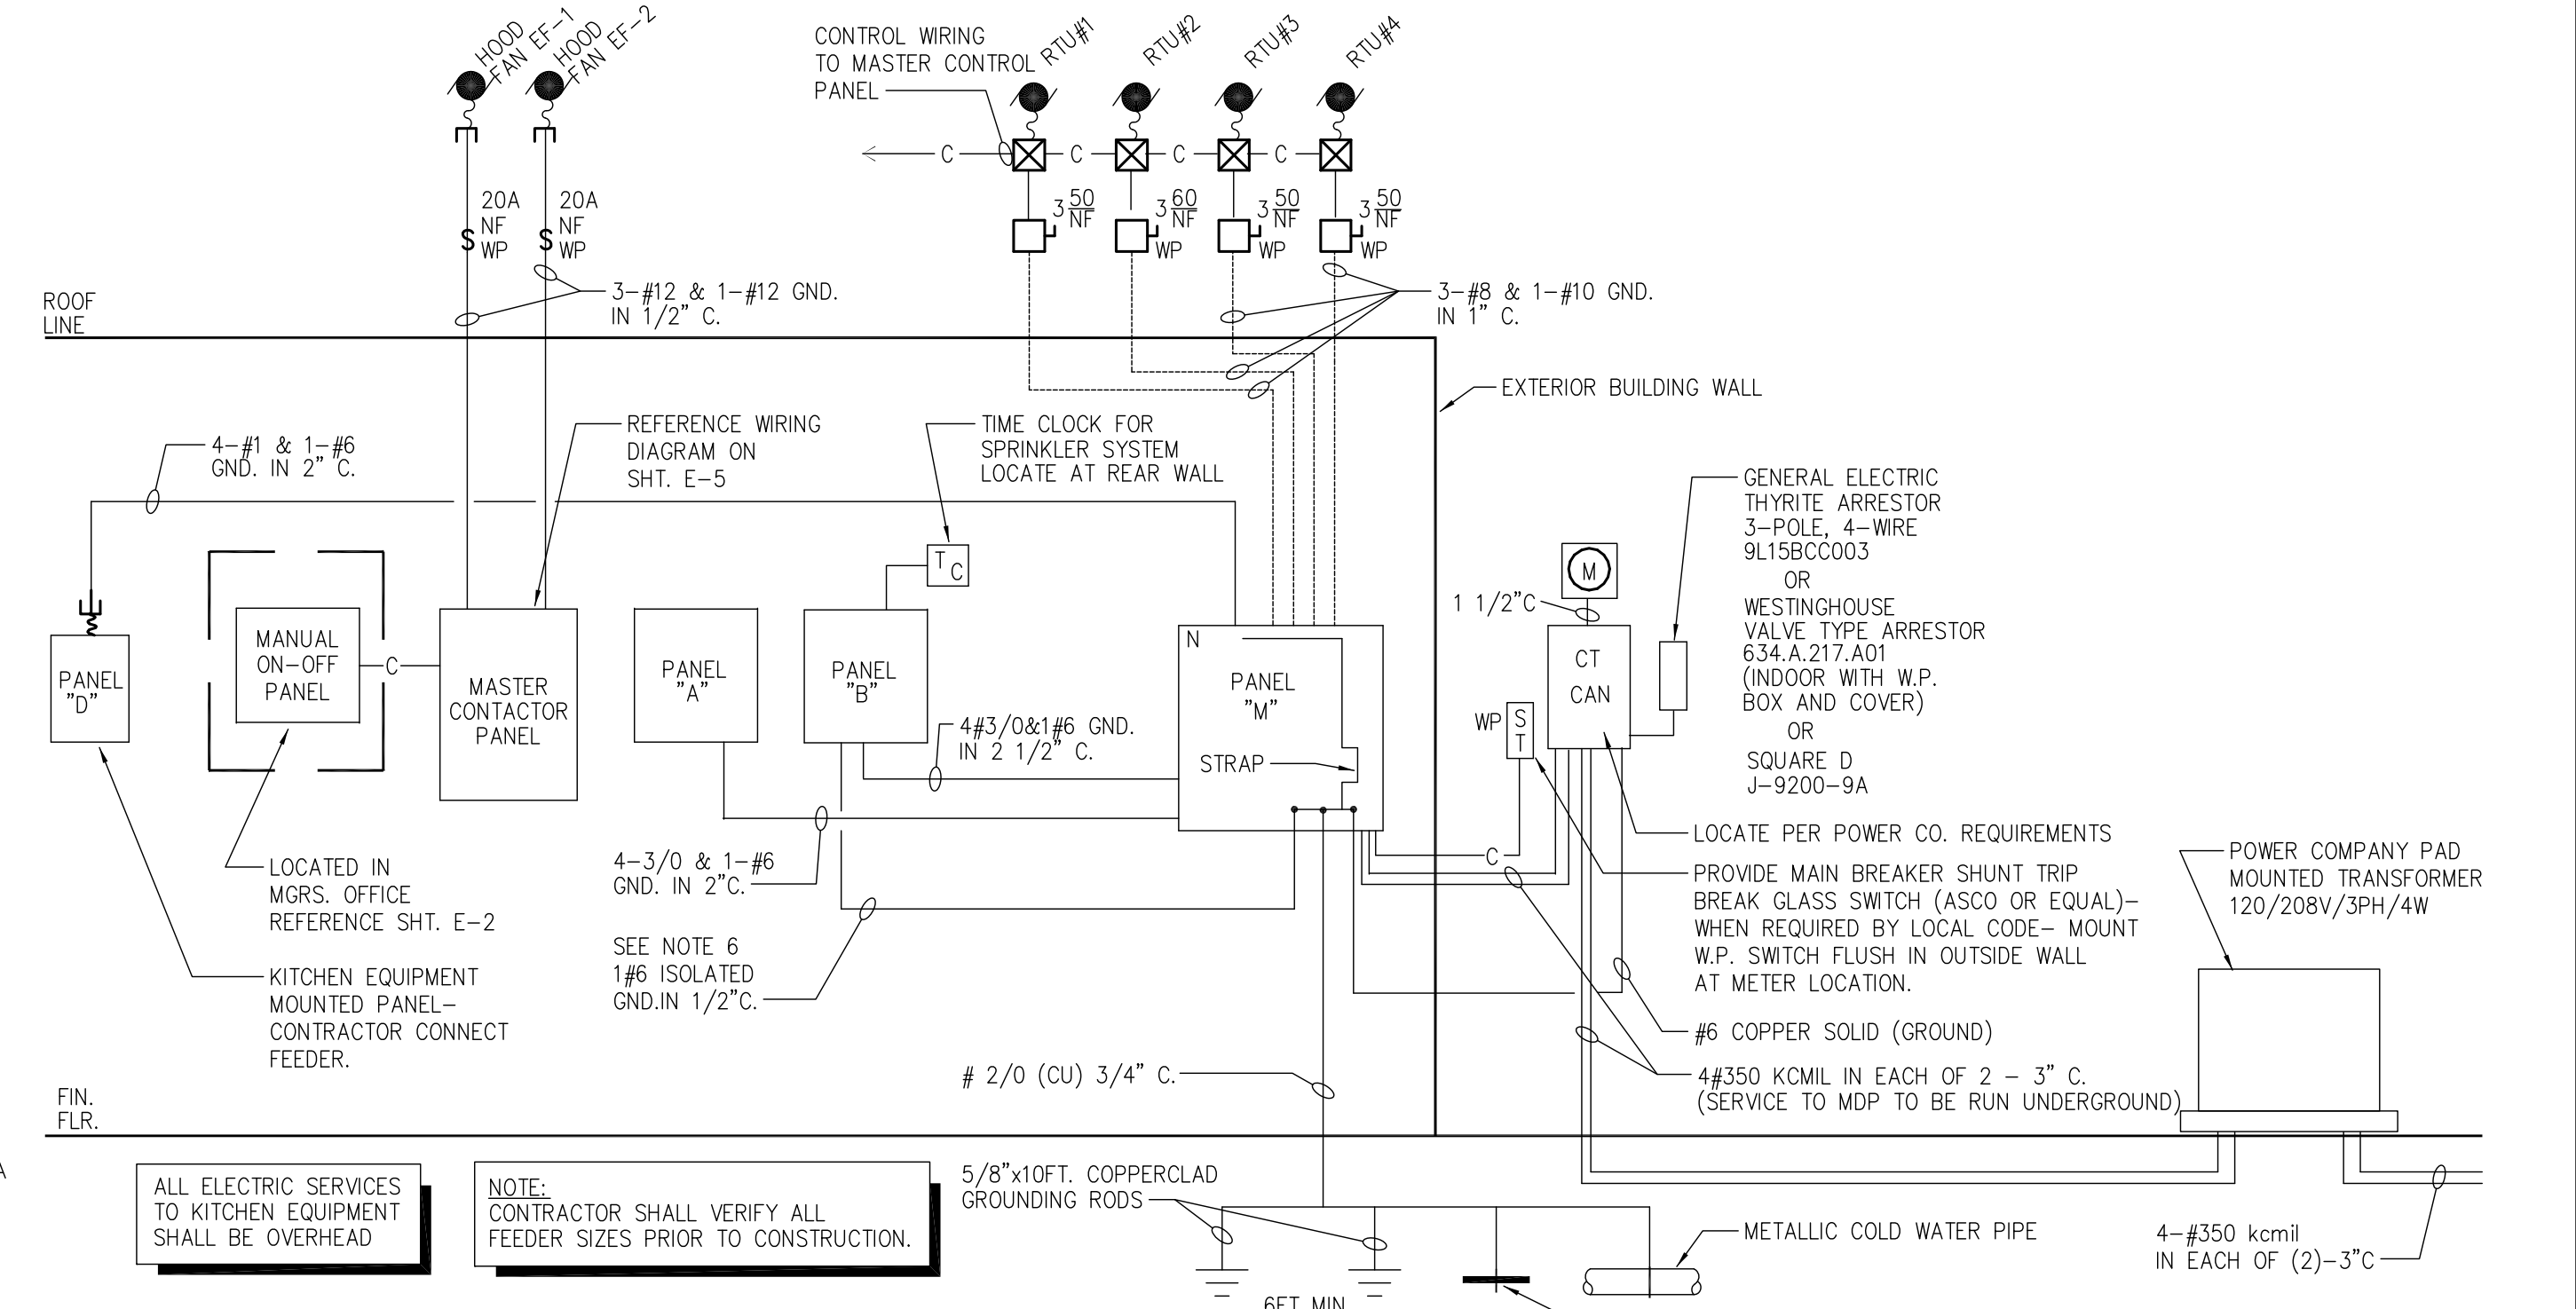 HOOD
FAN EF-1
HOOD
FAN EF-2
CONTROL WIRING
TO MASTER CONTROL
PANEL
RTU#1
RTU#2
RTU#3
RTU#4
C
C
C
C
20A
NF
WP
20A
NF
WP
$
$
3 50
NF
3 60
NF
WP
3 50
NF
WP
3 50
NF
WP
ROOF
LINE
3-#12 & 1-#12 GND.
IN 1/2" C.
3-#8 & 1-#10 GND.
IN 1" C.
EXTERIOR BUILDING WALL
4-#1 & 1-#6
GND. IN 2" C.
REFERENCE WIRING
DIAGRAM ON
SHT. E-5
TIME CLOCK FOR
SPRINKLER SYSTEM
LOCATE AT REAR WALL
GENERAL ELECTRIC
THYRITE ARRESTOR
3-POLE, 4-WIRE
9L15BCC003
OR
WESTINGHOUSE
VALVE TYPE ARRESTOR
634.A.217.A01
(INDOOR WITH W.P.
BOX AND COVER)
OR
SQUARE D
J-9200-9A
T C
M
1 1/2"C
PANEL
"D"
MANUAL
ON-OFF
PANEL
C
MASTER
CONTACTOR
PANEL
PANEL
"A"
PANEL
"B"
4#3/0&1#6 GND.
IN 2 1/2" C.
N
PANEL
"M"
STRAP
CT
CAN
WP
S
T
C
LOCATE PER POWER CO. REQUIREMENTS
PROVIDE MAIN BREAKER SHUNT TRIP
BREAK GLASS SWITCH (ASCO OR EQUAL)-
WHEN REQUIRED BY LOCAL CODE- MOUNT
W.P. SWITCH FLUSH IN OUTSIDE WALL
AT METER LOCATION.
POWER COMPANY PAD
MOUNTED TRANSFORMER
120/208V/3PH/4W
LOCATED IN
MGRS. OFFICE
REFERENCE SHT. E-2
4-3/0 & 1-#6
GND. IN 2"C.
SEE NOTE 6
1#6 ISOLATED
GND.IN 1/2"C.
KITCHEN EQUIPMENT
MOUNTED PANEL-
CONTRACTOR CONNECT
FEEDER.
#6 COPPER SOLID (GROUND)
# 2/0 (CU) 3/4" C.
4#350 KCMIL IN EACH OF 2 - 3" C.
(SERVICE TO MDP TO BE RUN UNDERGROUND)
FIN.
FLR.
A
ALL ELECTRIC SERVICES
TO KITCHEN EQUIPMENT
SHALL BE OVERHEAD
NOTE:
CONTRACTOR SHALL VERIFY ALL
FEEDER SIZES PRIOR TO CONSTRUCTION.
5/8"x10FT. COPPERCLAD
GROUNDING RODS
METALLIC COLD WATER PIPE
4-#350 kcmil
IN EACH OF (2)-3"C
6FT MIN